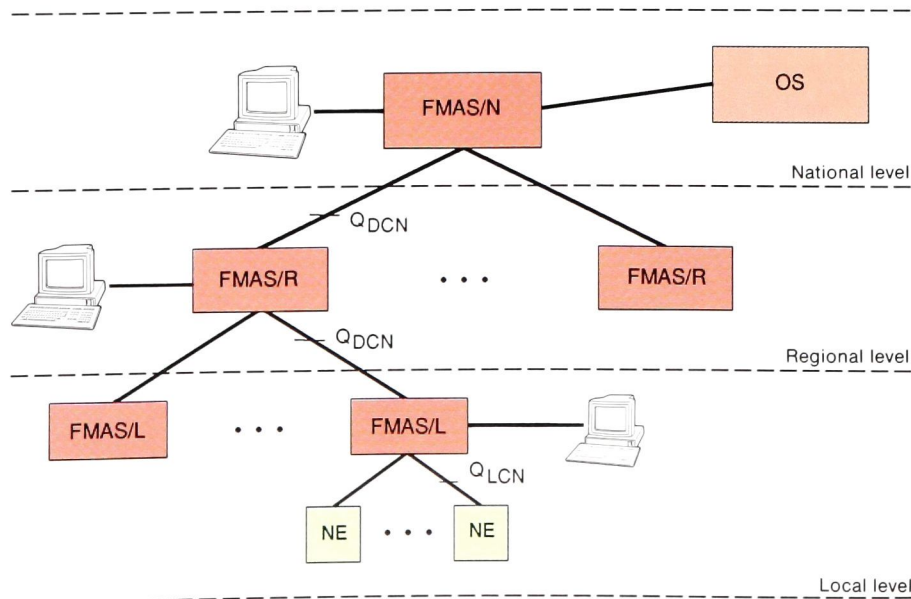 FMAS/N
OS
National level
QDCN
FMAS/R
• • •
FMAS/R
QDCN
Regional level
FMAS/L
• • •
FMAS/L
QLCN
NE
• • •
NE
Local level